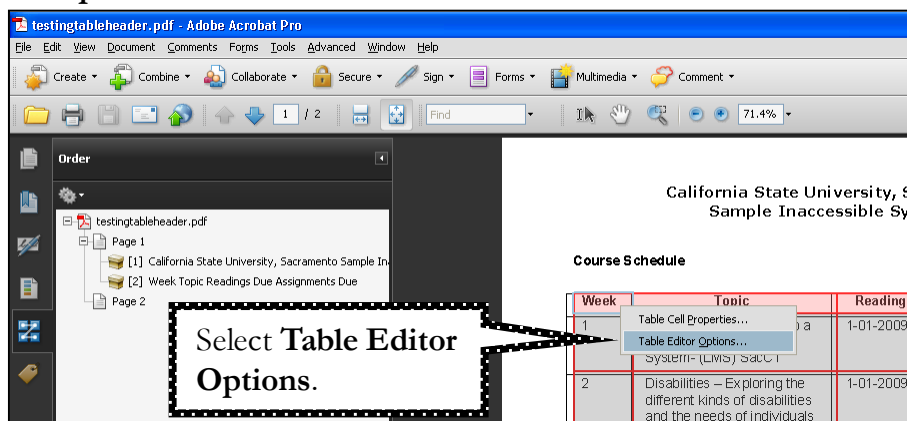 testingtableheader.pdf - Adobe Acrobat Pro
File Edit View Document Comments Forms Tools Advanced Window Help
Create Combine Collaborate Secure Sign Forms Multimedia Comment
1 / 2 Find 71.4%
Order
testingtableheader.pdf
Page 1
[1] California State University, Sacramento Sample In
[2] Week Topic Readings Due Assignments Due
Page 2
California State University, S
Sample Inaccessible Sy
Course Schedule
Week Topic Reading
1 a 1-01-2009
System- (LMS) SacCT
2 Disabilities – Exploring the 1-01-2009
different kinds of disabilities
and the needs of individuals
Table Cell Properties...
Table Editor Options...
Select Table Editor
Options.